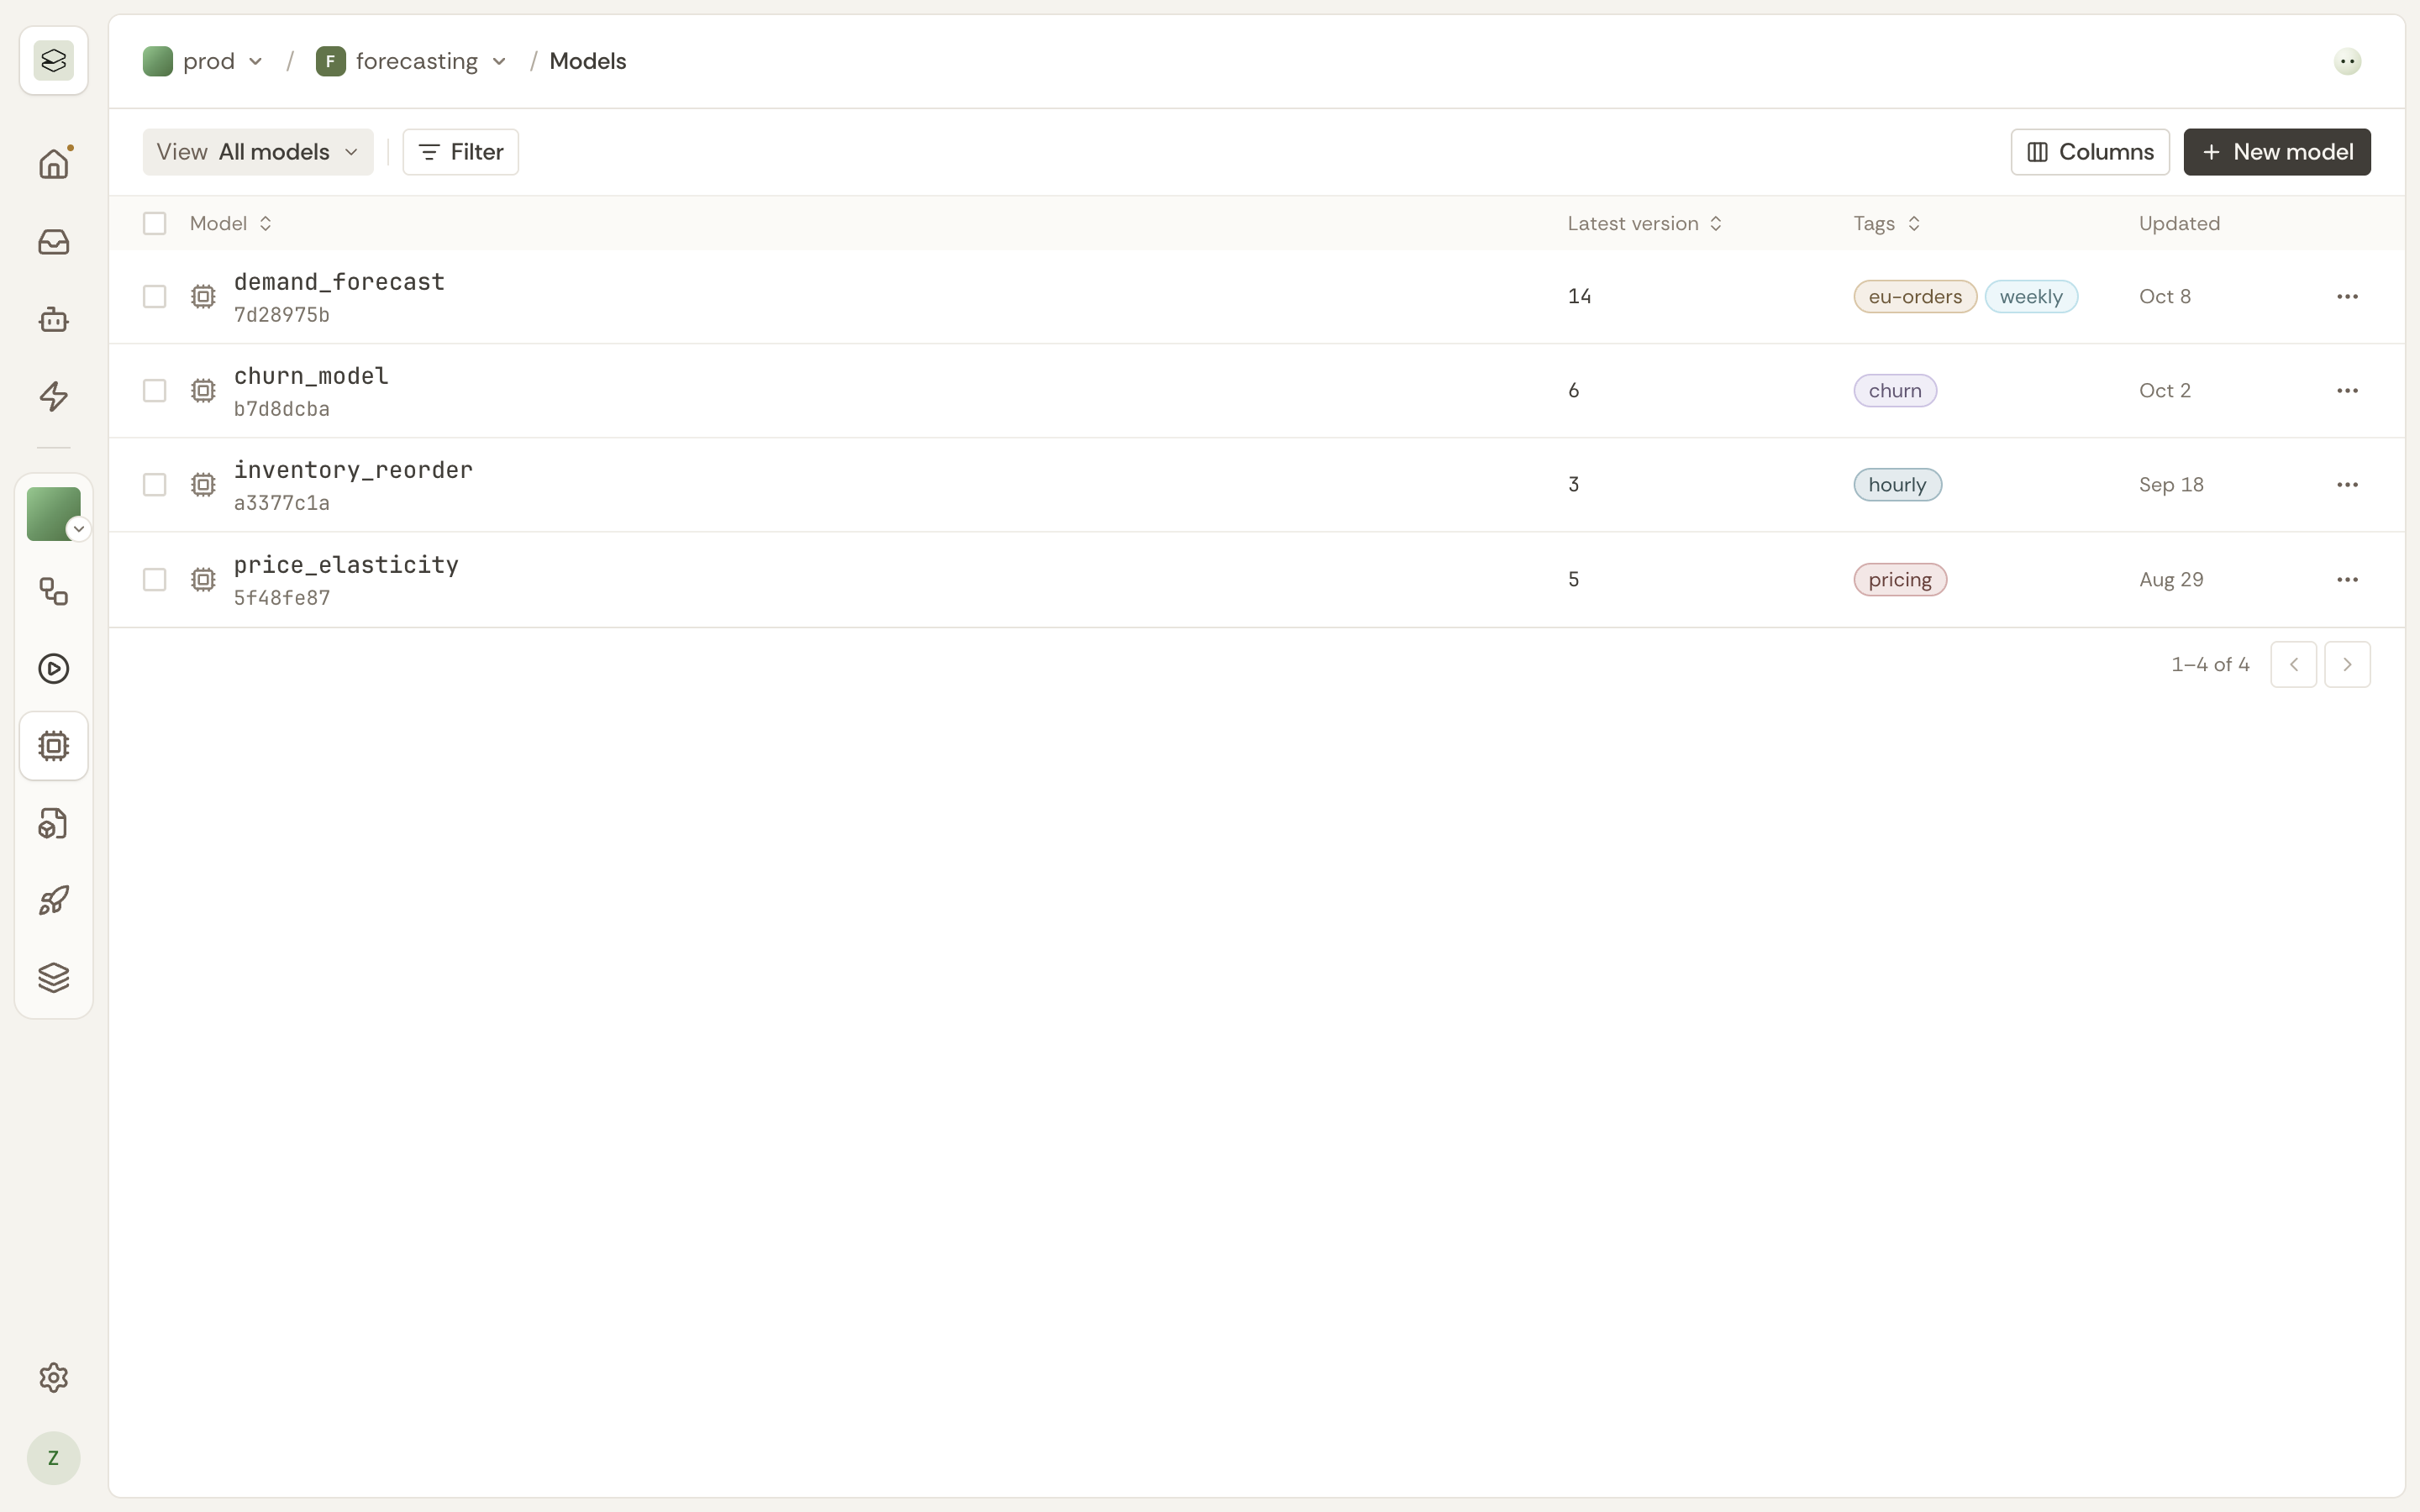 prod / F forecasting / Models
View All models Filter Columns New model
Model Latest version Tags Updated
demand_forecast 14 eu-orders weekly Oct 8
7d28975b
churn_model 6 churn Oct 2
b7d8dcba
inventory_reorder 3 hourly Sep 18
a3377c1a
price_elasticity 5 pricing Aug 29
5f48fe87
1–4 of 4
Z